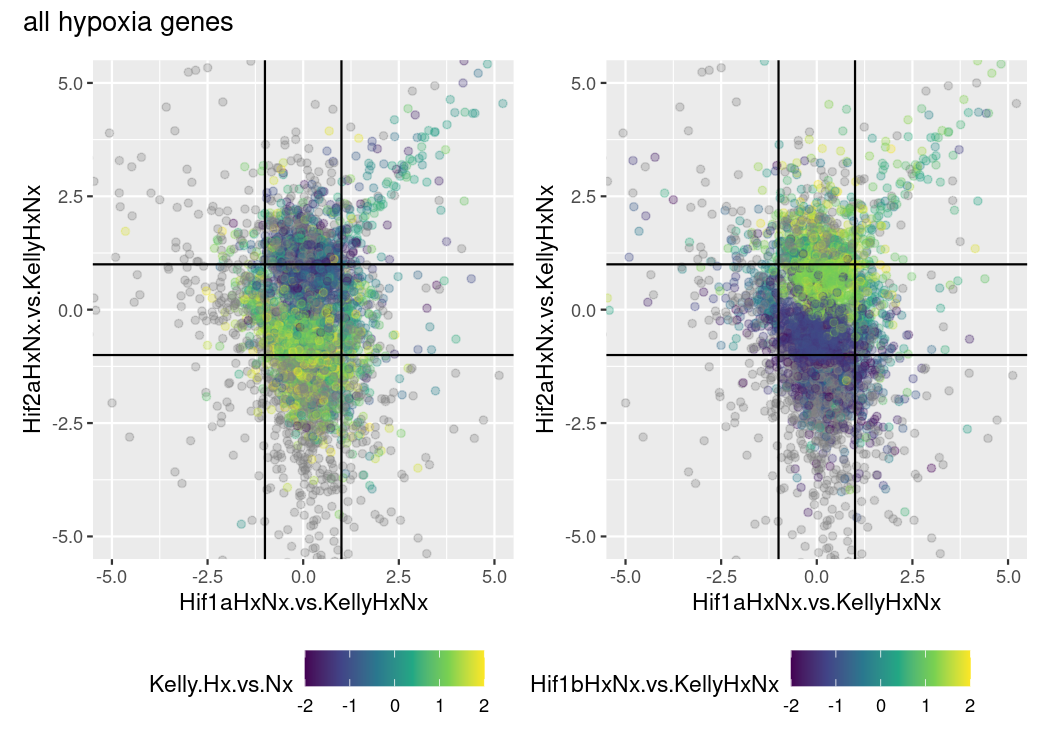 all hypoxia genes
Hif2aHxNx.vs.KellyHxNx
5.0
2.5
0.0
-2.5
-5.0
-5.0 -2.5 0.0 2.5 5.0
Hif1aHxNx.vs.KellyHxNx
Hif2aHxNx.vs.KellyHxNx
5.0
2.5
0.0
-2.5
-5.0
-5.0 -2.5 0.0 2.5 5.0
Hif1aHxNx.vs.KellyHxNx
Kelly.Hx.vs.Nx
-2 -1 0 1 2
Hif1bHxNx.vs.KellyHxNx
-2 -1 0 1 2